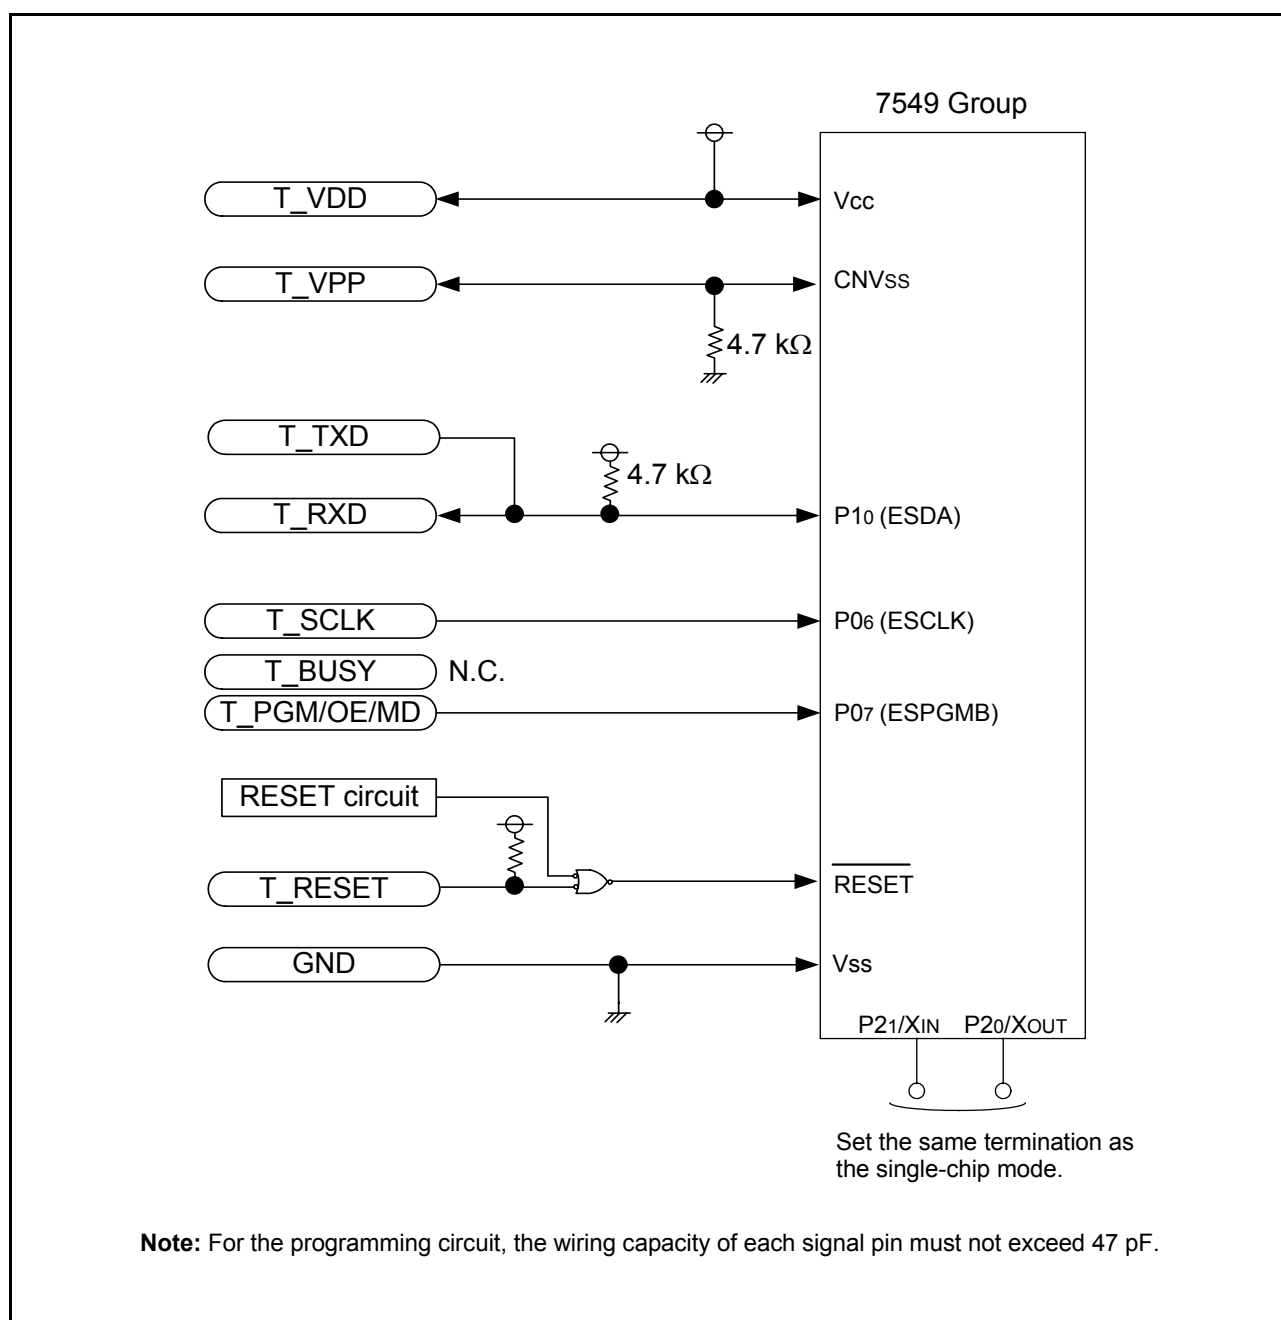 7549 Group
T_VDD
Vcc
T_VPP
CNVss
4.7 kΩ
T_TXD
4.7 kΩ
T_RXD
P10 (ESDA)
T_SCLK
P06 (ESCLK)
T_BUSY N.C.
T_PGM/OE/MD
P07 (ESPGMB)
RESET circuit
T_RESET
RESET
GND
Vss
P21/XIN P20/XOUT
Set the same termination as
the single-chip mode.
Note: For the programming circuit, the wiring capacity of each signal pin must not exceed 47 pF.